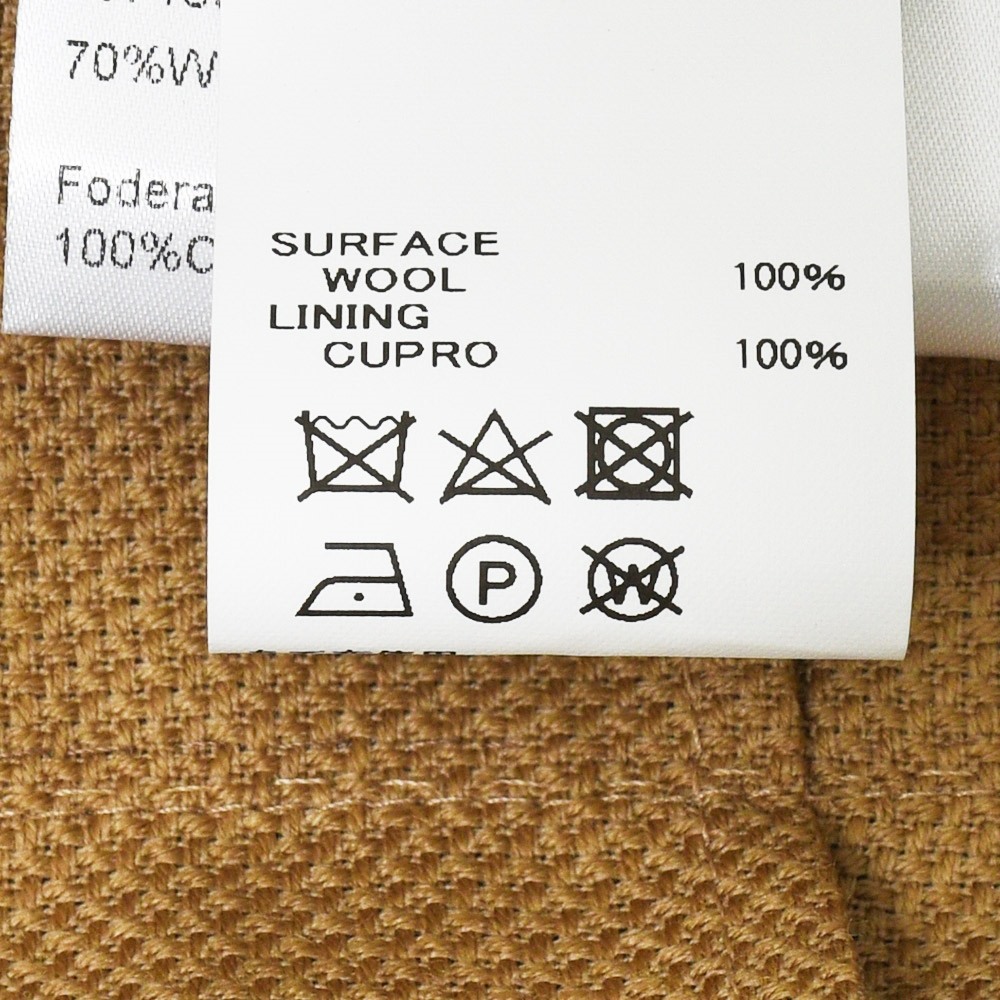 70%W
Fodera
100%C
SURFACE
WOOL 100%
LINING
CUPRO 100%
P
W